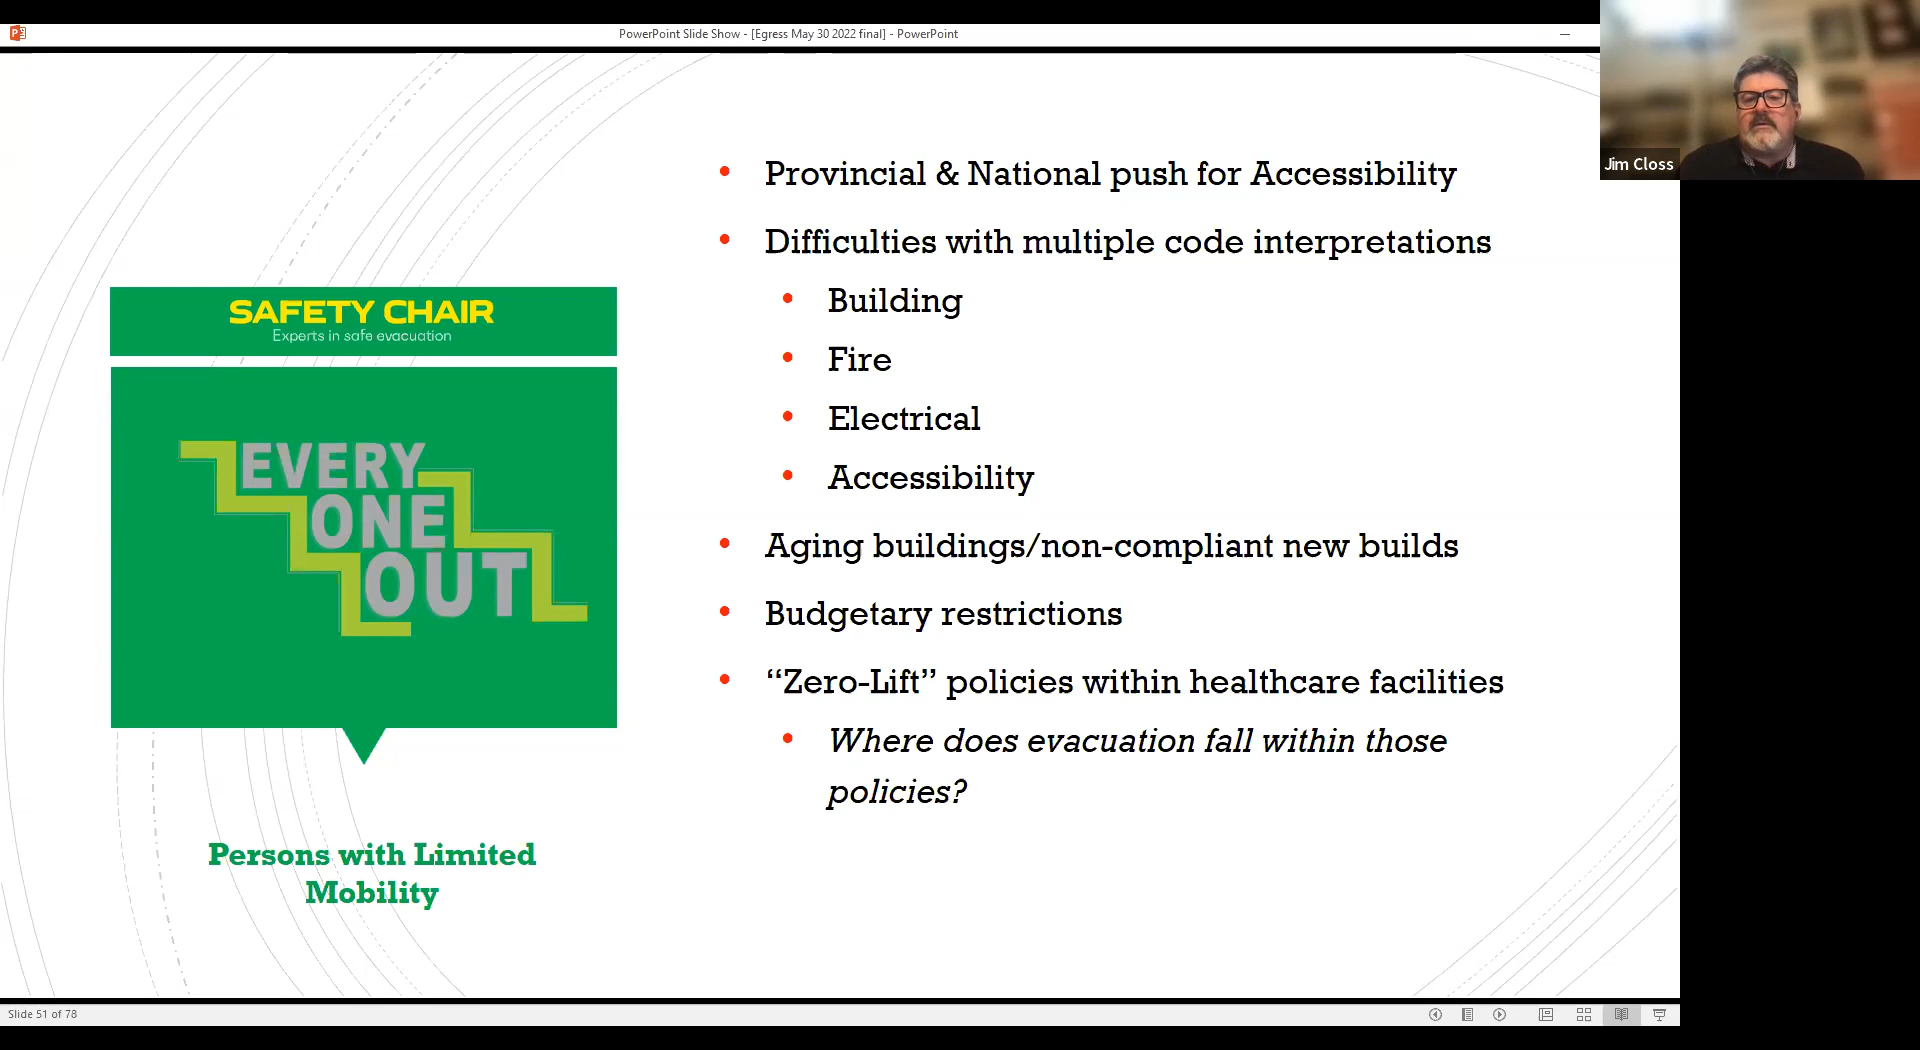 PowerPoint Slide Show - [Egress May 30 2022 final] - PowerPoint
Jim Closs
SAFETY CHAIR
Experts in safe evacuation
EVERY
ONE
OUT
Persons with Limited
Mobility
• Provincial & National push for Accessibility
• Difficulties with multiple code interpretations
• Building
• Fire
• Electrical
• Accessibility
• Aging buildings/non-compliant new builds
• Budgetary restrictions
• “Zero-Lift” policies within healthcare facilities
• Where does evacuation fall within those
policies?
Slide 51 of 78